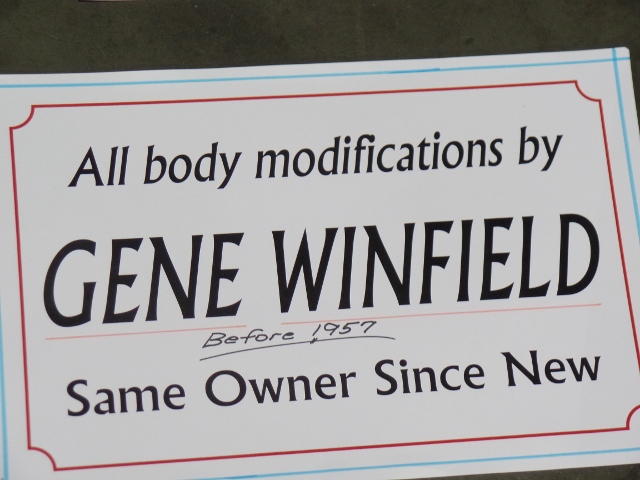 All body modifications by
GENE WINFIELD
Before 1957
Same Owner Since New